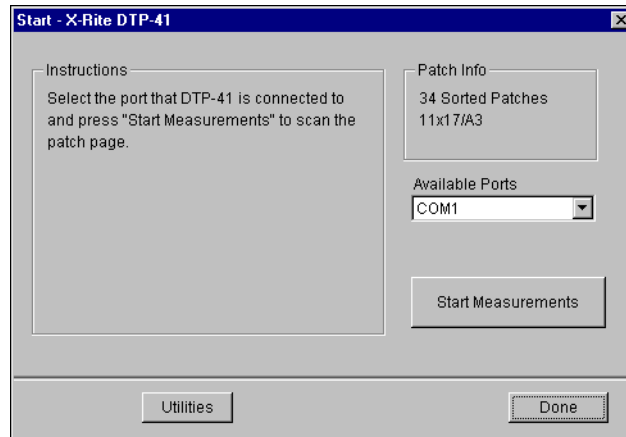 Start - X-Rite DTP-41
Instructions
Select the port that DTP-41 is connected to
and press "Start Measurements" to scan the
patch page.
Patch Info
34 Sorted Patches
11x17/A3
Available Ports
COM1
Start Measurements
Utilities
Done